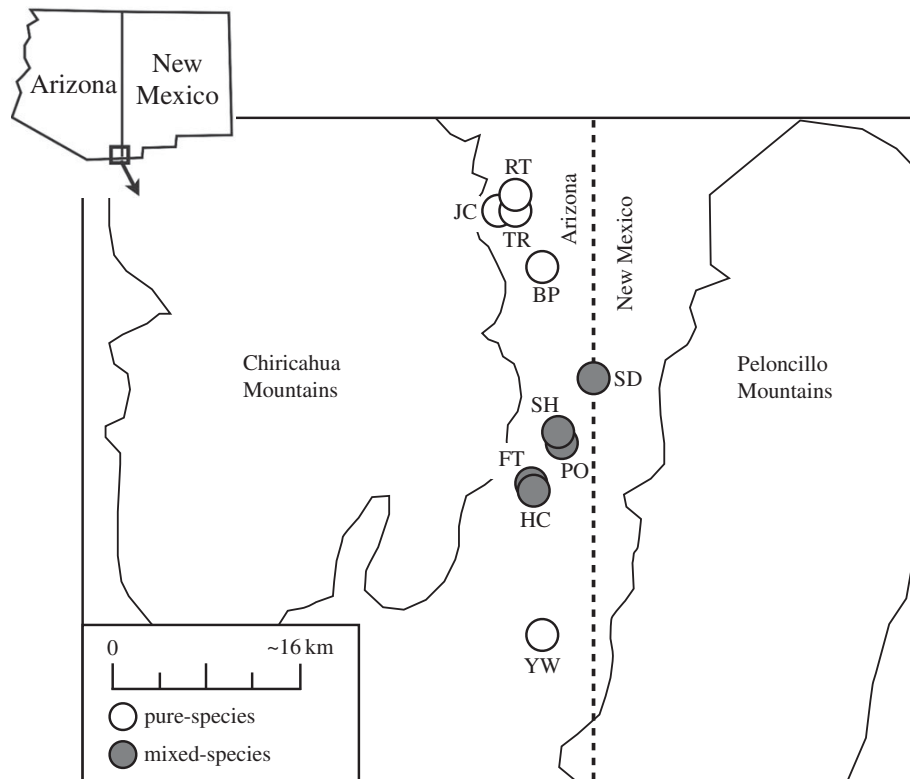 Arizona
New
Mexico
RT
JC
TR
BP
Arizona
New Mexico
Chiricahua
Mountains
Peloncillo
Mountains
SD
SH
PO
FT
HC
YW
0 ~16 km
pure-species
mixed-species